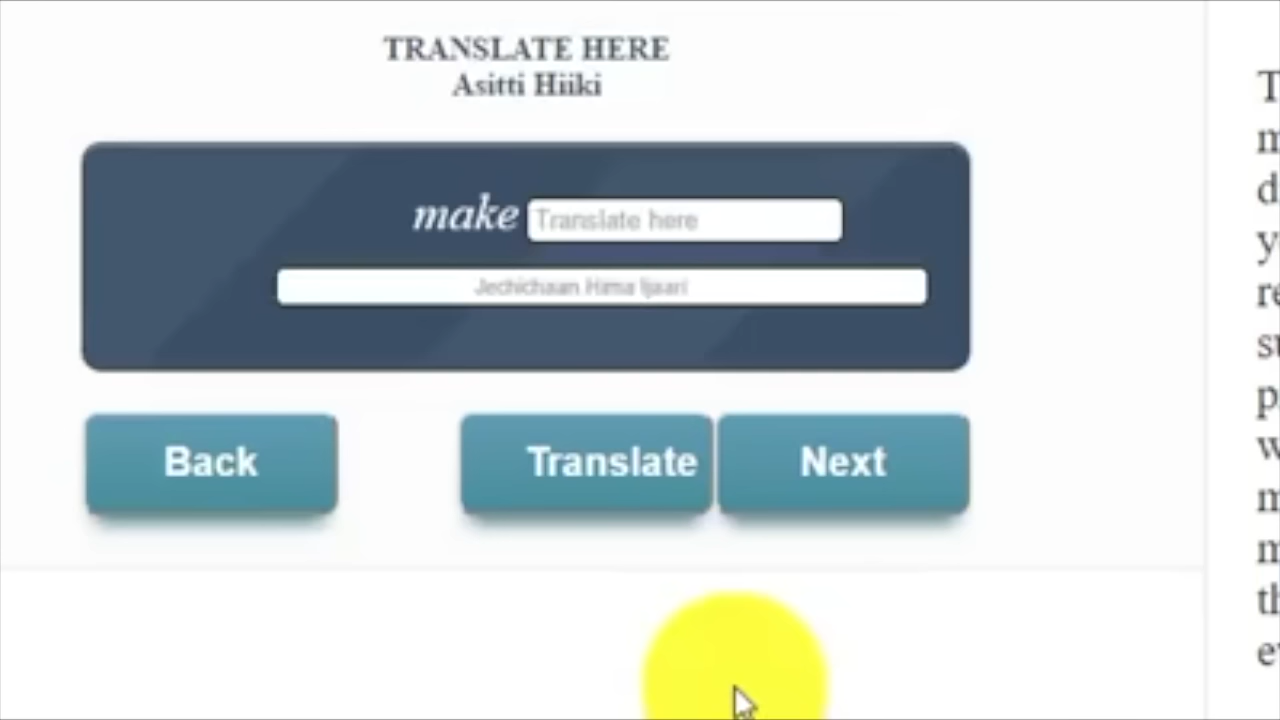 TRANSLATE HERE
Asitti Hiiki
make Translate here
Jechichaan Hima Ijaari
Back Translate Next